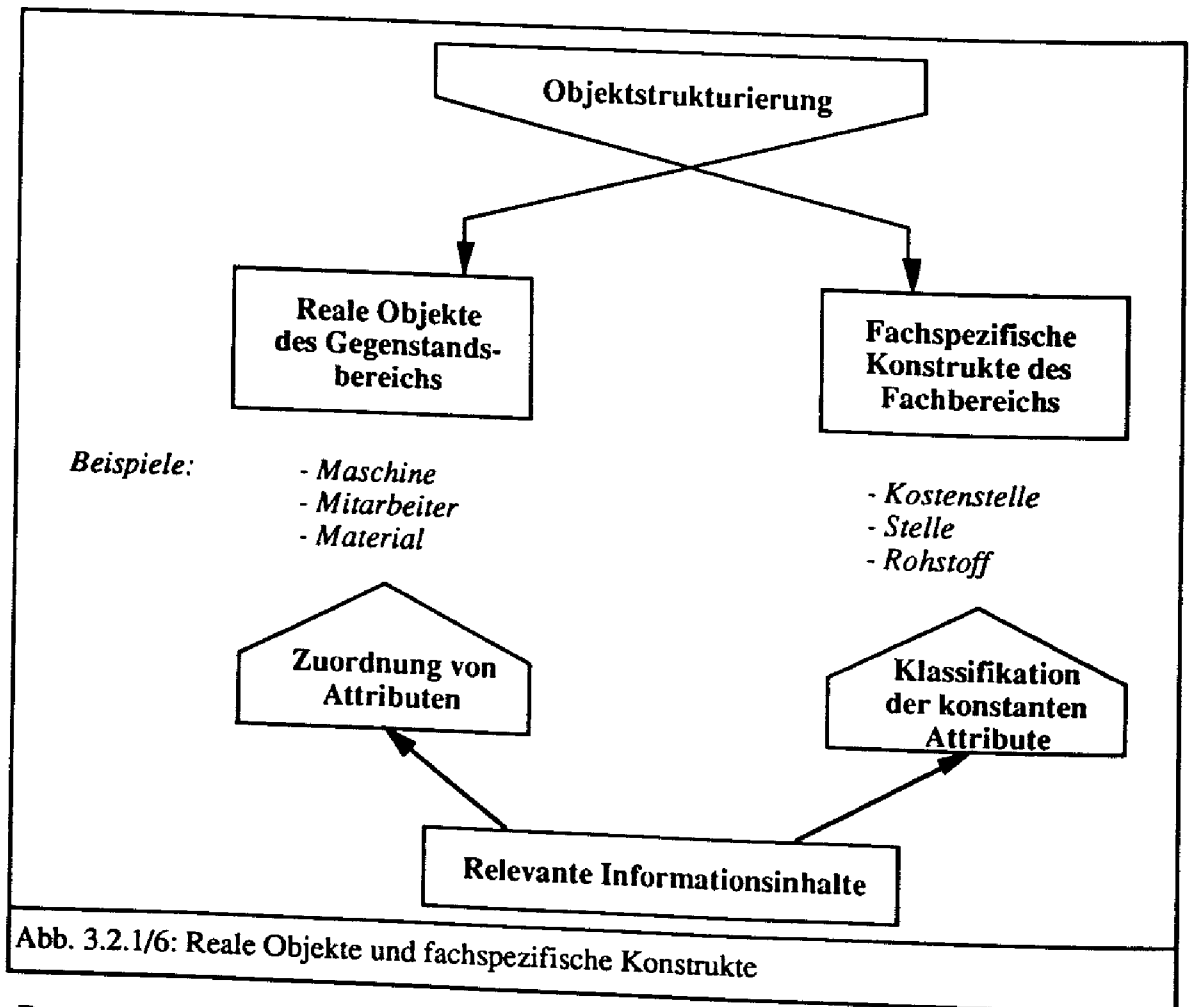 Objektstrukturierung
Reale Objekte
des Gegenstands-
bereichs
Fachspezifische
Konstrukte des
Fachbereichs
Beispiele:
- Maschine
- Mitarbeiter
- Material
- Kostenstelle
- Stelle
- Rohstoff
Zuordnung von
Attributen
Klassifikation
der konstanten
Attribute
Relevante Informationsinhalte
Abb. 3.2.1/6: Reale Objekte und fachspezifische Konstrukte